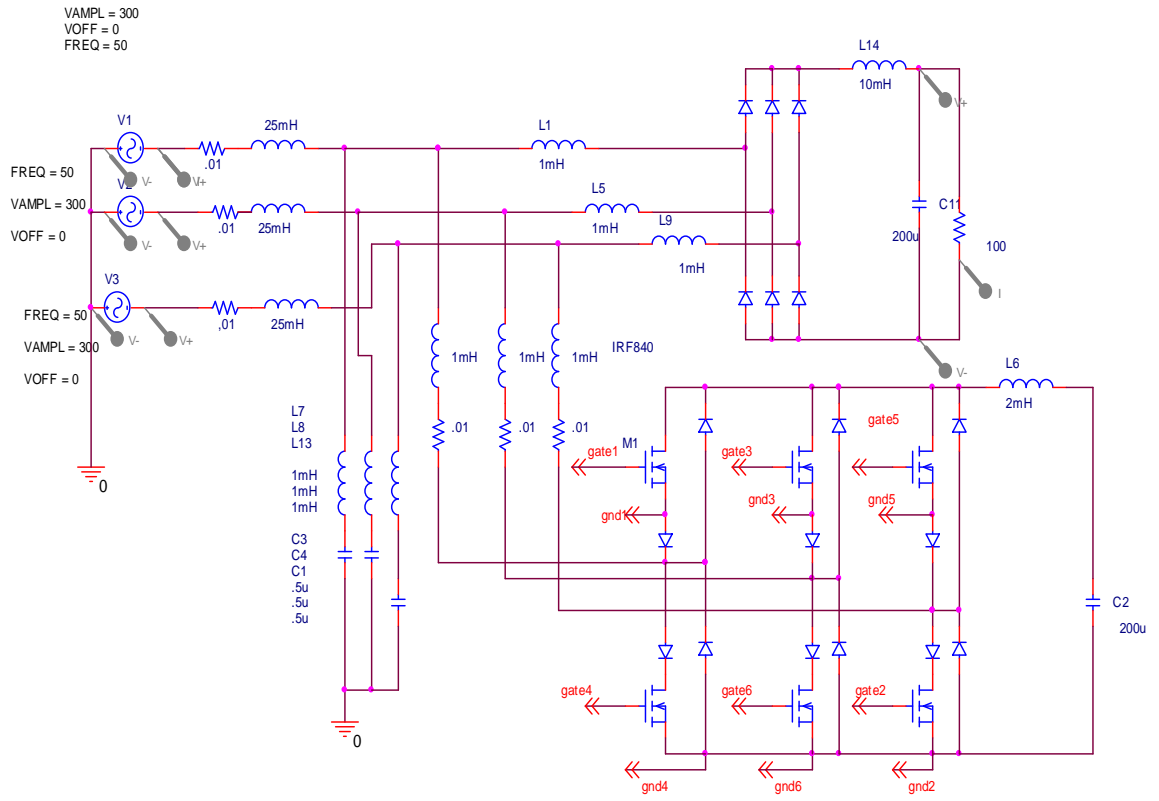 VAMPL = 300
VOFF = 0
FREQ = 50
L14
10mH
V+
V1
25mH
L1
.01
1mH
FREQ = 50
V-
V+
V2
L5
VAMPL = 300
.01
25mH
1mH
L9
C11
VOFF = 0
V-
V+
200u
100
1mH
V3
I
FREQ = 50
,01
25mH
V-
V+
VAMPL = 300
1mH
1mH
1mH
IRF840
VOFF = 0
V-
L6
2mH
L7
L8
L13
.01
.01
.01
M1
gate1
gate3
gate5
1mH
1mH
1mH
0
gnd1
gnd3
gnd5
C3
C4
C1
.5u
.5u
.5u
C2
200u
gate4
gate6
gate2
0
gnd4
gnd6
gnd2